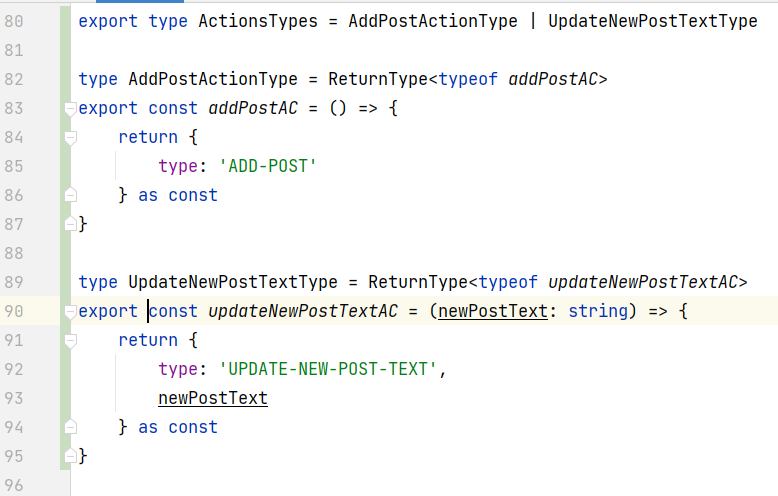 80 export type ActionsTypes = AddPostActionType | UpdateNewPostTextType
81
82 type AddPostActionType = ReturnType<typeof addPostAC>
83 export const addPostAC = () => {
84     return {
85         type: 'ADD-POST'
86     } as const
87 }
88
89 type UpdateNewPostTextType = ReturnType<typeof updateNewPostTextAC>
90 export const updateNewPostTextAC = (newPostText: string) => {
91     return {
92         type: 'UPDATE-NEW-POST-TEXT',
93         newPostText
94     } as const
95 }
96